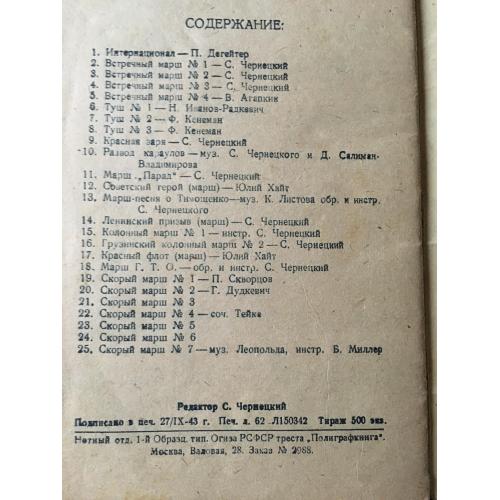 СОДЕРЖАНИЕ:
1. Интернационал — П. Дегейтер
2. Встречный марш № 1 — С. Чернецкий
3. Встречный марш № 2 — С. Чернецкий
4. Встречный марш № 3 — С. Чернецкий
5. Встречный марш № 4 — В. Агапкин
6. Туш № 1 — Н. Иванов-Радкевич
7. Туш № 2 — Ф. Кенеман
8. Туш № 3 — Ф. Кенеман
9. Красная заря — С. Чернецкий
10. Развод караулов — муз. С. Чернецкого и Д. Салиман-
Владимирова
11. Марш „Парад" — С. Чернецкий
12. Советский герой (марш) — Юлий Хайт
13. Марш-песня о Тимошенко — муз. К. Листова обр. и инстр.
С. Чернецкого
14. Ленинский призыв (марш) — С. Чернецкий
15. Колонный марш № 1 — инстр. С. Чернецкий
16. Грузинский колонный марш № 2 — С. Чернецкий
17. Красный флот (марш) — Юлий Хайт
18. Марш Г. Т. О. — обр. и инстр. С. Чернецкий
19. Скорый марш № 1 — П. Скворцов
20. Скорый марш № 2 — Г. Дудкевич
21. Скорый марш № 3
22. Скорый марш № 4 — соч. Тейке
23. Скорый марш № 5
24. Скорый марш № 6
25. Скорый марш № 7 — муз. Леопольда, инстр. Б. Миллер
Редактор С. Чернецкий
Подписано в печ. 27/IX-43 г. Печ. л. 62 Л150342 Тираж 500 экз.
Нотный отд. 1-й Образц. тип. Огиза РСФСР треста „Полиграфкнига".
Москва, Валовая, 28. Заказ № 2988.